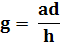 g = ad/h